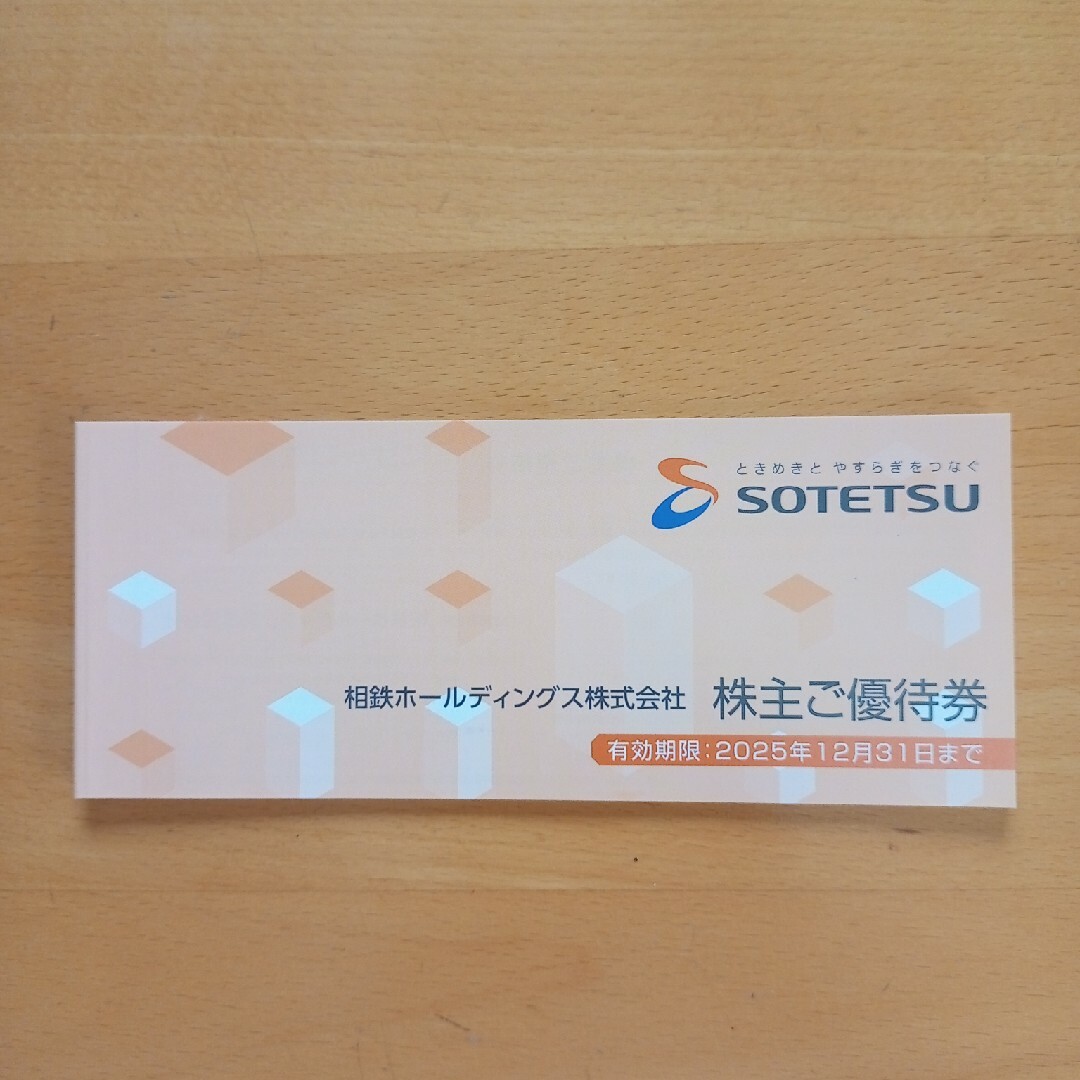 ときめきと やすらぎをつなぐ
SOTETSU
相鉄ホールディングス株式会社 株主ご優待券
有効期限:2025年12月31日まで